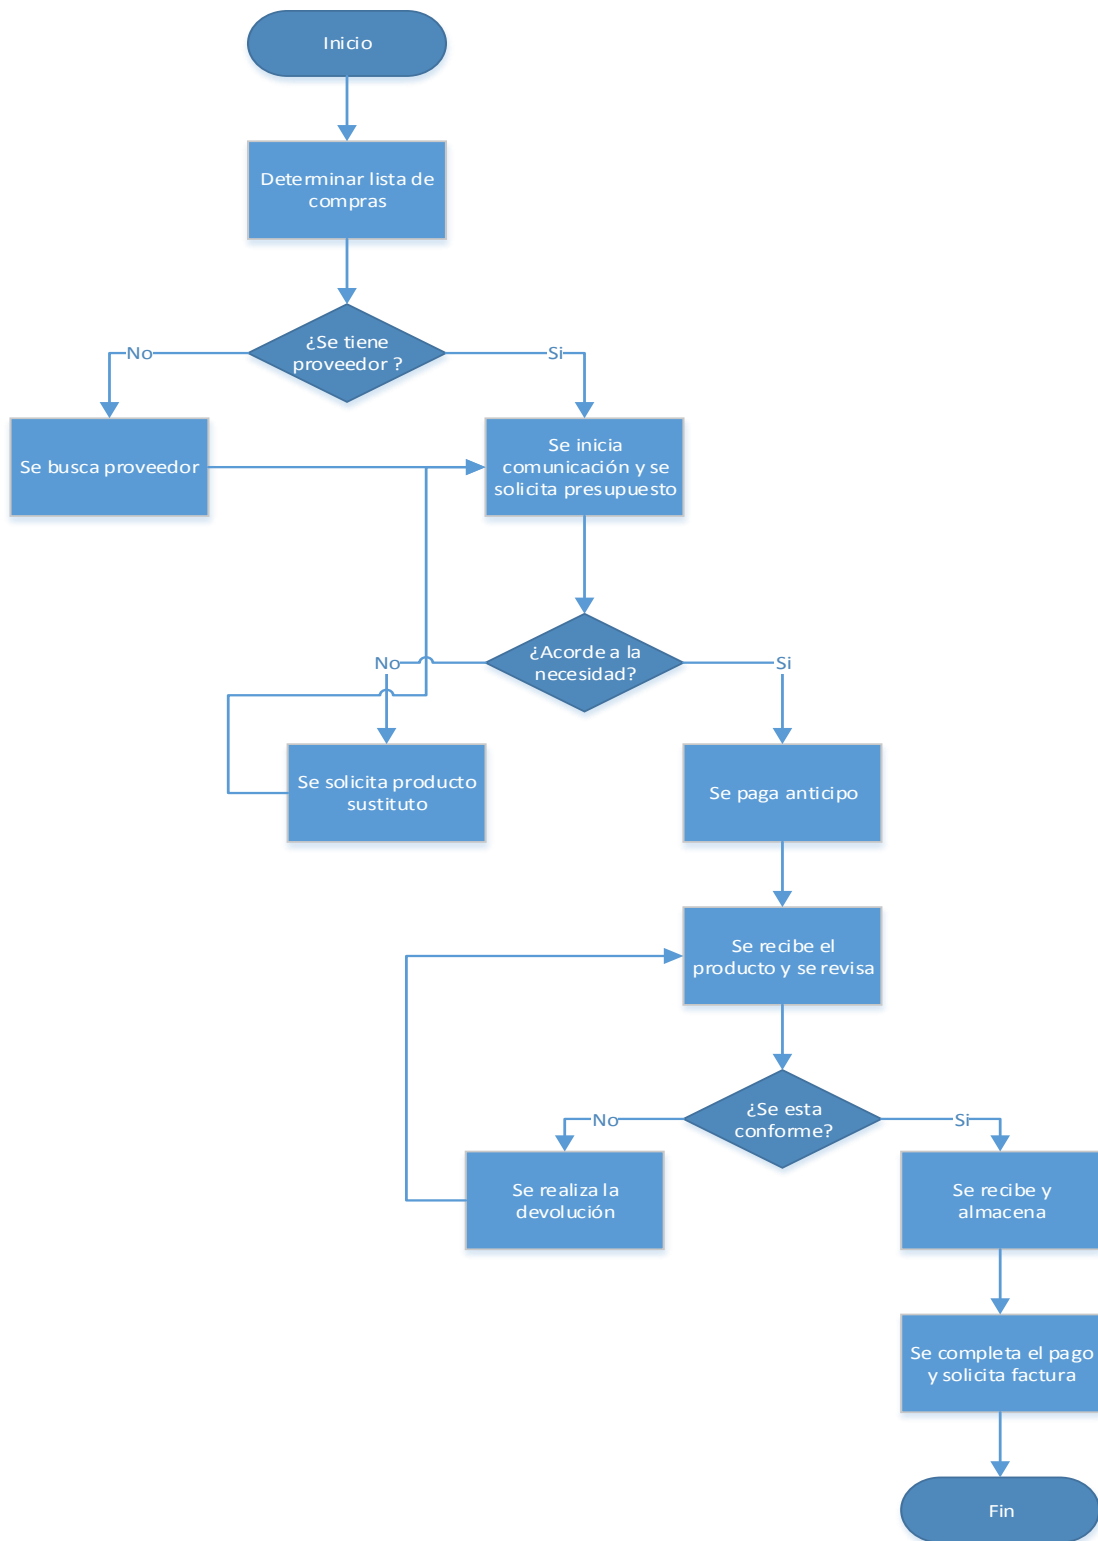 Inicio
Determinar lista de
compras
¿Se tiene
proveedor ?
No
Si
Se busca proveedor
Se inicia
comunicación y se
solicita presupuesto
¿Acorde a la
necesidad?
No
Si
Se solicita producto
sustituto
Se paga anticipo
Se recibe el
producto y se revisa
¿Se esta
conforme?
No
Si
Se realiza la
devolución
Se recibe y
almacena
Se completa el pago
y solicita factura
Fin